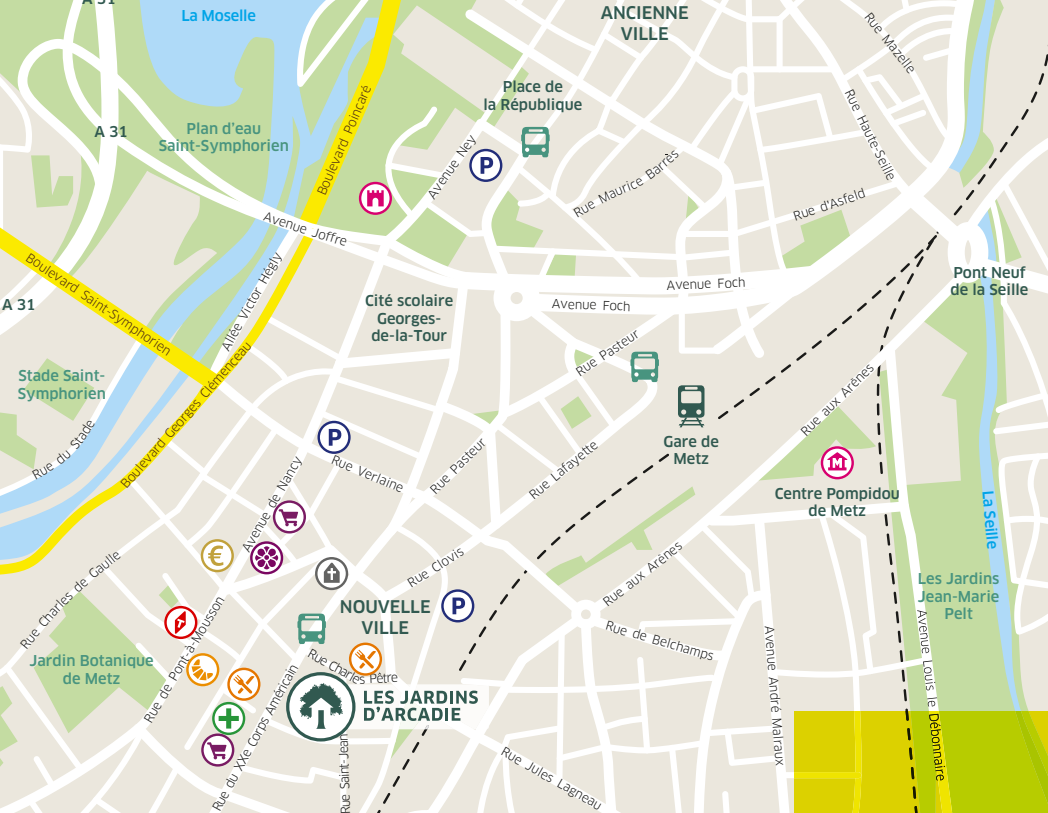 A 31
La Moselle
ANCIENNE
VILLE
Rue Mazelle
Place de
la République
Boulevard Poincaré
Rue Haute-Seille
A 31
Plan d'eau
Saint-Symphorien
Avenue Ney
P
Rue Maurice Barrès
Rue d'Asfeld
Avenue Joffre
Boulevard Saint-Symphorien
Allée Victor Hégly
Pont Neuf
de la Seille
Avenue Foch
A 31
Cité scolaire
Georges-
de-la-Tour
Avenue Foch
Rue Pasteur
Stade Saint-
Symphorien
Boulevard Georges Clémenceau
Rue aux Arènes
Gare de
Metz
P
Rue du Stade
Rue Verlaine
Rue Pasteur
Rue Lafayette
Centre Pompidou
de Metz
M
La Seille
Avenue de Nancy
€
Rue Clovis
Rue aux Arènes
Rue Charles de Gaulle
Les Jardins
Jean-Marie
Pelt
NOUVELLE
VILLE
P
Rue de Pont-à-Mousson
Rue de Belchamps
Avenue André Malraux
Avenue Louis le Débonnaire
Jardin Botanique
de Metz
Rue Charles Pêtre
LES JARDINS
D'ARCADIE
Rue du XXe Corps Américain
Rue Saint-Jean
Rue Jules Lagneau